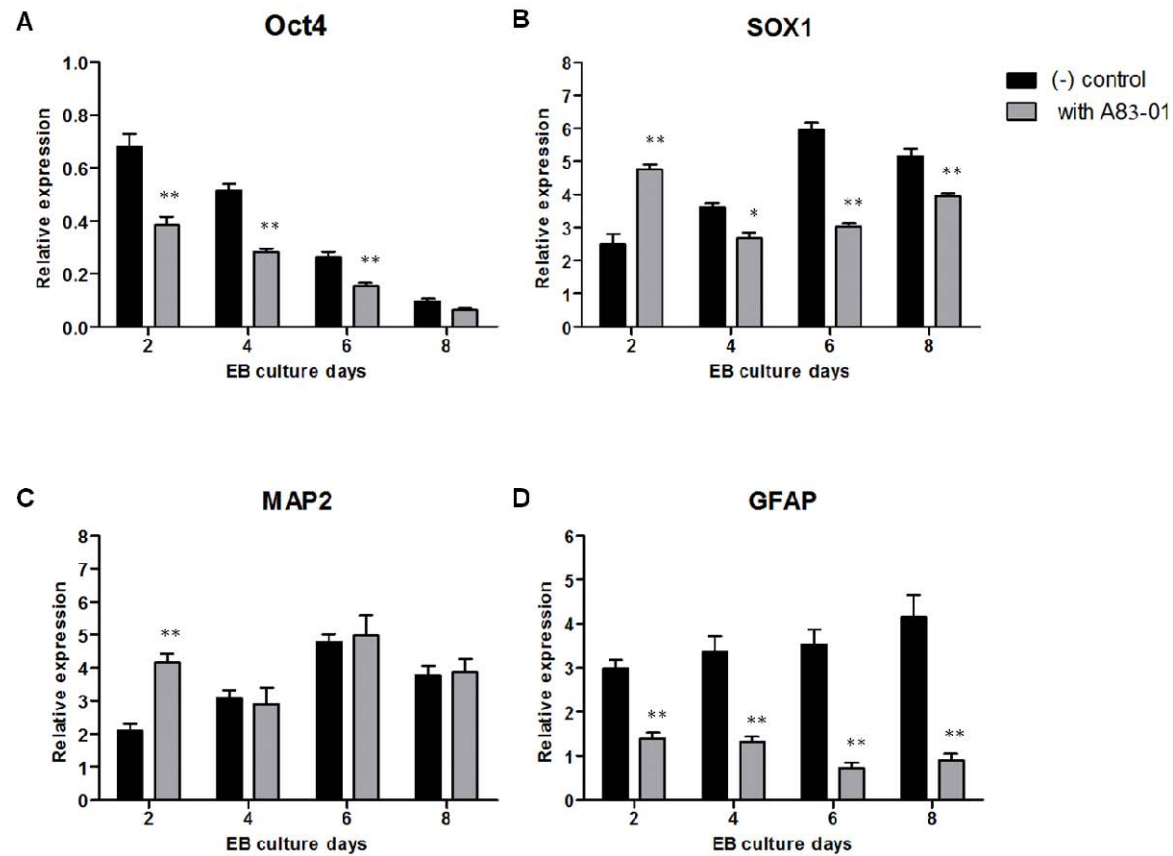 A
Oct4
Relative expression
1.0
0.8
0.6
0.4
0.2
0.0
**
**
**
2 4 6 8
EB culture days
B
SOX1
Relative expression
8
7
6
5
4
3
2
1
0
**
*
**
**
2 4 6 8
EB culture days
(-) control
with A83-01
C
MAP2
Relative expression
8
7
6
5
4
3
2
1
0
**
2 4 6 8
EB culture days
D
GFAP
Relative expression
6
5
4
3
2
1
0
**
**
**
**
2 4 6 8
EB culture days